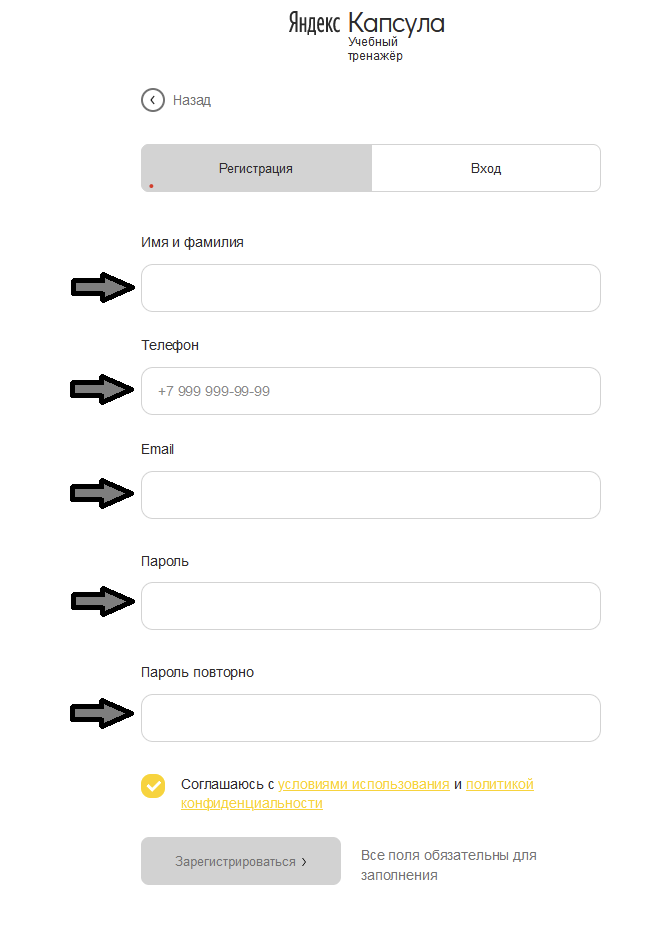 Яндекс Капсула
Учебный
тренажёр
Назад
Регистрация
Вход
Имя и фамилия
Телефон
+7 999 999-99-99
Email
Пароль
Пароль повторно
Соглашаюсь с условиями использования и политикой
конфиденциальности
Зарегистрироваться
Все поля обязательны для
заполнения